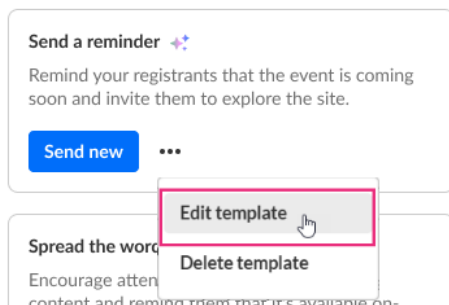 Send a reminder
Remind your registrants that the event is coming
soon and invite them to explore the site.
Send new
Edit template
Delete template
Spread the word
Encourage atten
content and remind them that it's available on-